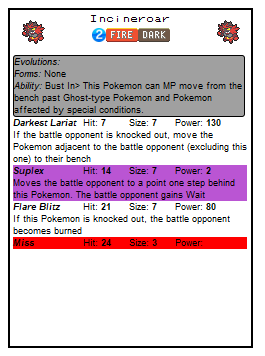 Incineroar
2 FIRE DARK
Evolutions:
Forms: None
Ability: Bust In> This Pokemon can MP move from the
bench past Ghost-type Pokemon and Pokemon
affected by special conditions.
Darkest Lariat Hit: 7 Size: 7 Power: 130
If the battle opponent is knocked out, move the
Pokemon adjacent to the battle opponent (excluding this
one) to their bench
Suplex Hit: 14 Size: 7 Power: 2
Moves the battle opponent to a point one step behind
this Pokemon. The battle opponent gains Wait
Flare Blitz Hit: 21 Size: 7 Power: 80
If this Pokemon is knocked out, the battle opponent
becomes burned
Miss Hit: 24 Size: 3 Power: